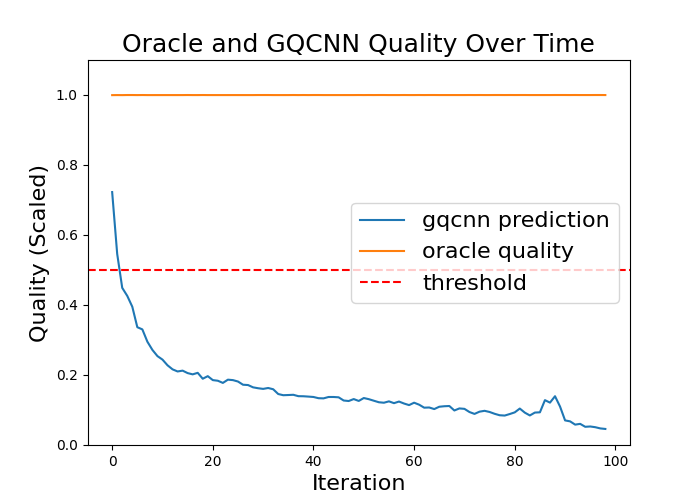 Oracle and GQCNN Quality Over Time
Quality (Scaled)
1.0
0.8
0.6
0.4
0.2
0.0
gqcnn prediction
oracle quality
threshold
0 20 40 60 80 100
Iteration